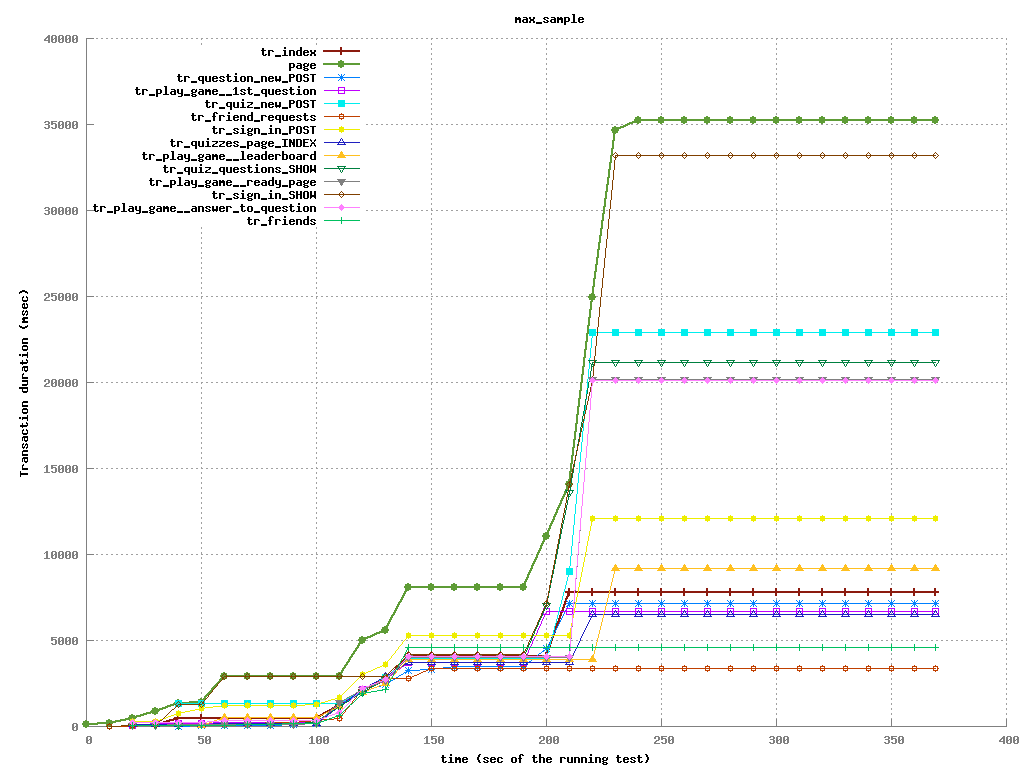 max_sample
40000
35000
30000
25000
20000
15000
10000
5000
0
tr_index
page
tr_question_new_POST
tr_play_game__1st_question
tr_quiz_new_POST
tr_friend_requests
tr_sign_in_POST
tr_quizzes_page_INDEX
tr_play_game__leaderboard
tr_quiz_questions_SHOW
tr_play_game__ready_page
tr_sign_in_SHOW
tr_play_game__answer_to_question
tr_friends
Transaction duration (msec)
0 50 100 150 200 250 300 350 400
time (sec of the running test)